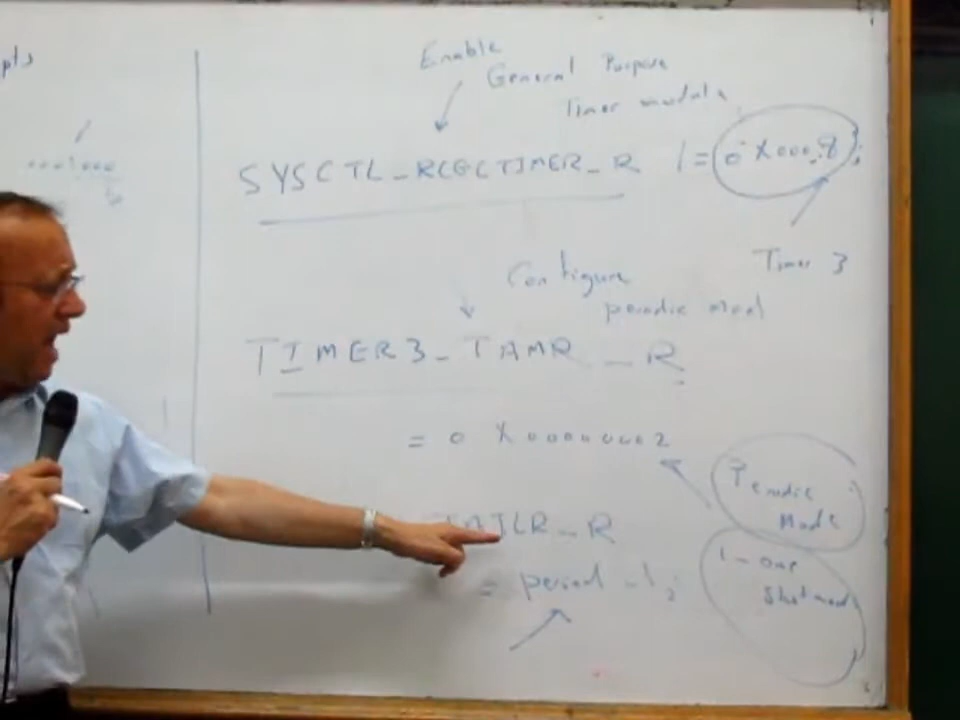 Enable
General Purpose
Timer module
SYSCTL_RCGCTIMER_R |= 0X0008;
Timer 3
Configure
periodic mod
TIMER3_TAMR_R
= 0X00000002
Periodic
Mode
TAILR_R
1-one
Shot mode
= period -1;